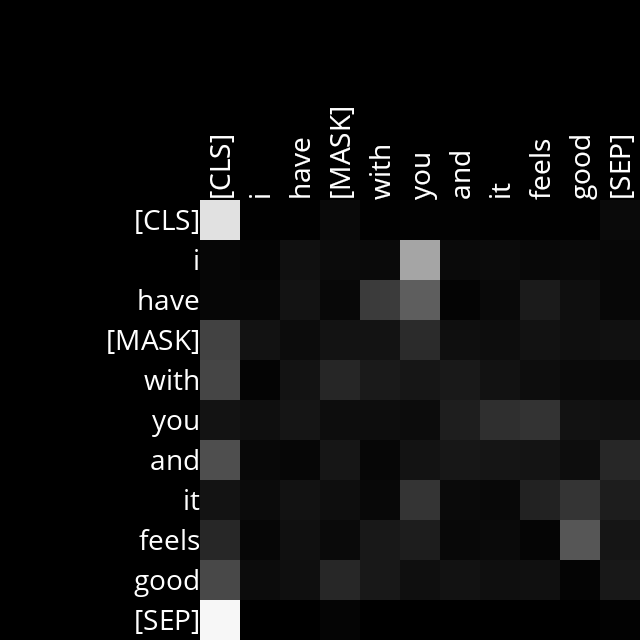 [CLS] i have [MASK] with you and it feels good [SEP]
[CLS]
i
have
[MASK]
with
you
and
it
feels
good
[SEP]